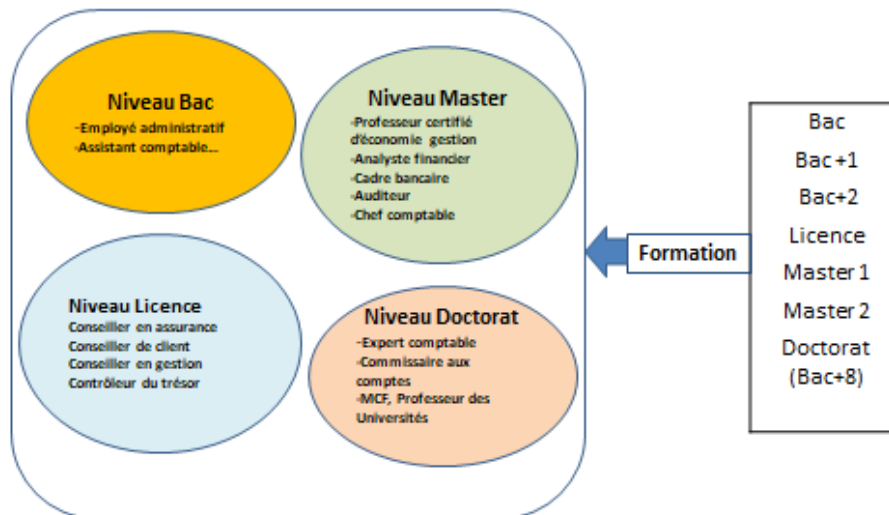 Niveau Bac
-Employé administratif
-Assistant comptable...
Niveau Master
-Professeur certifié
d'économie gestion
-Analyste financier
-Cadre bancaire
-Auditeur
-Chef comptable
Niveau Licence
Conseiller en assurance
Conseiller de client
Conseiller en gestion
Contrôleur du trésor
Niveau Doctorat
-Expert comptable
-Commissaire aux
comptes
-MCF, Professeur des
Universités
Formation
Bac
Bac +1
Bac+2
Licence
Master 1
Master 2
Doctorat
(Bac+8)